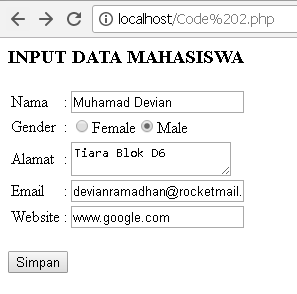 localhost/Code%202.php
INPUT DATA MAHASISWA
Nama : Muhamad Devian
Gender : Female Male
Alamat : Tiara Blok D6
Email : devianramadhan@rocketmail.
Website : www.google.com
Simpan